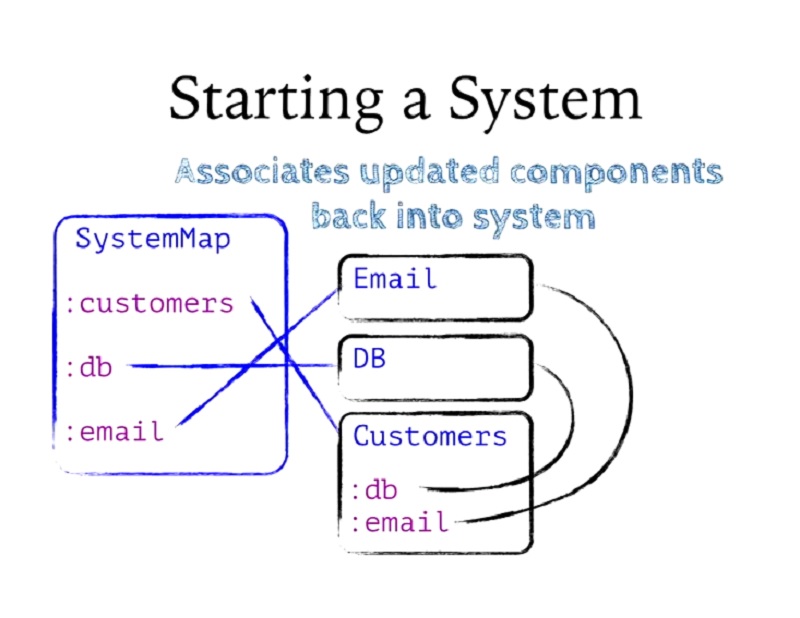 Starting a System
Associates updated components
back into system
SystemMap
:customers
:db
:email
Email
DB
Customers
:db
:email